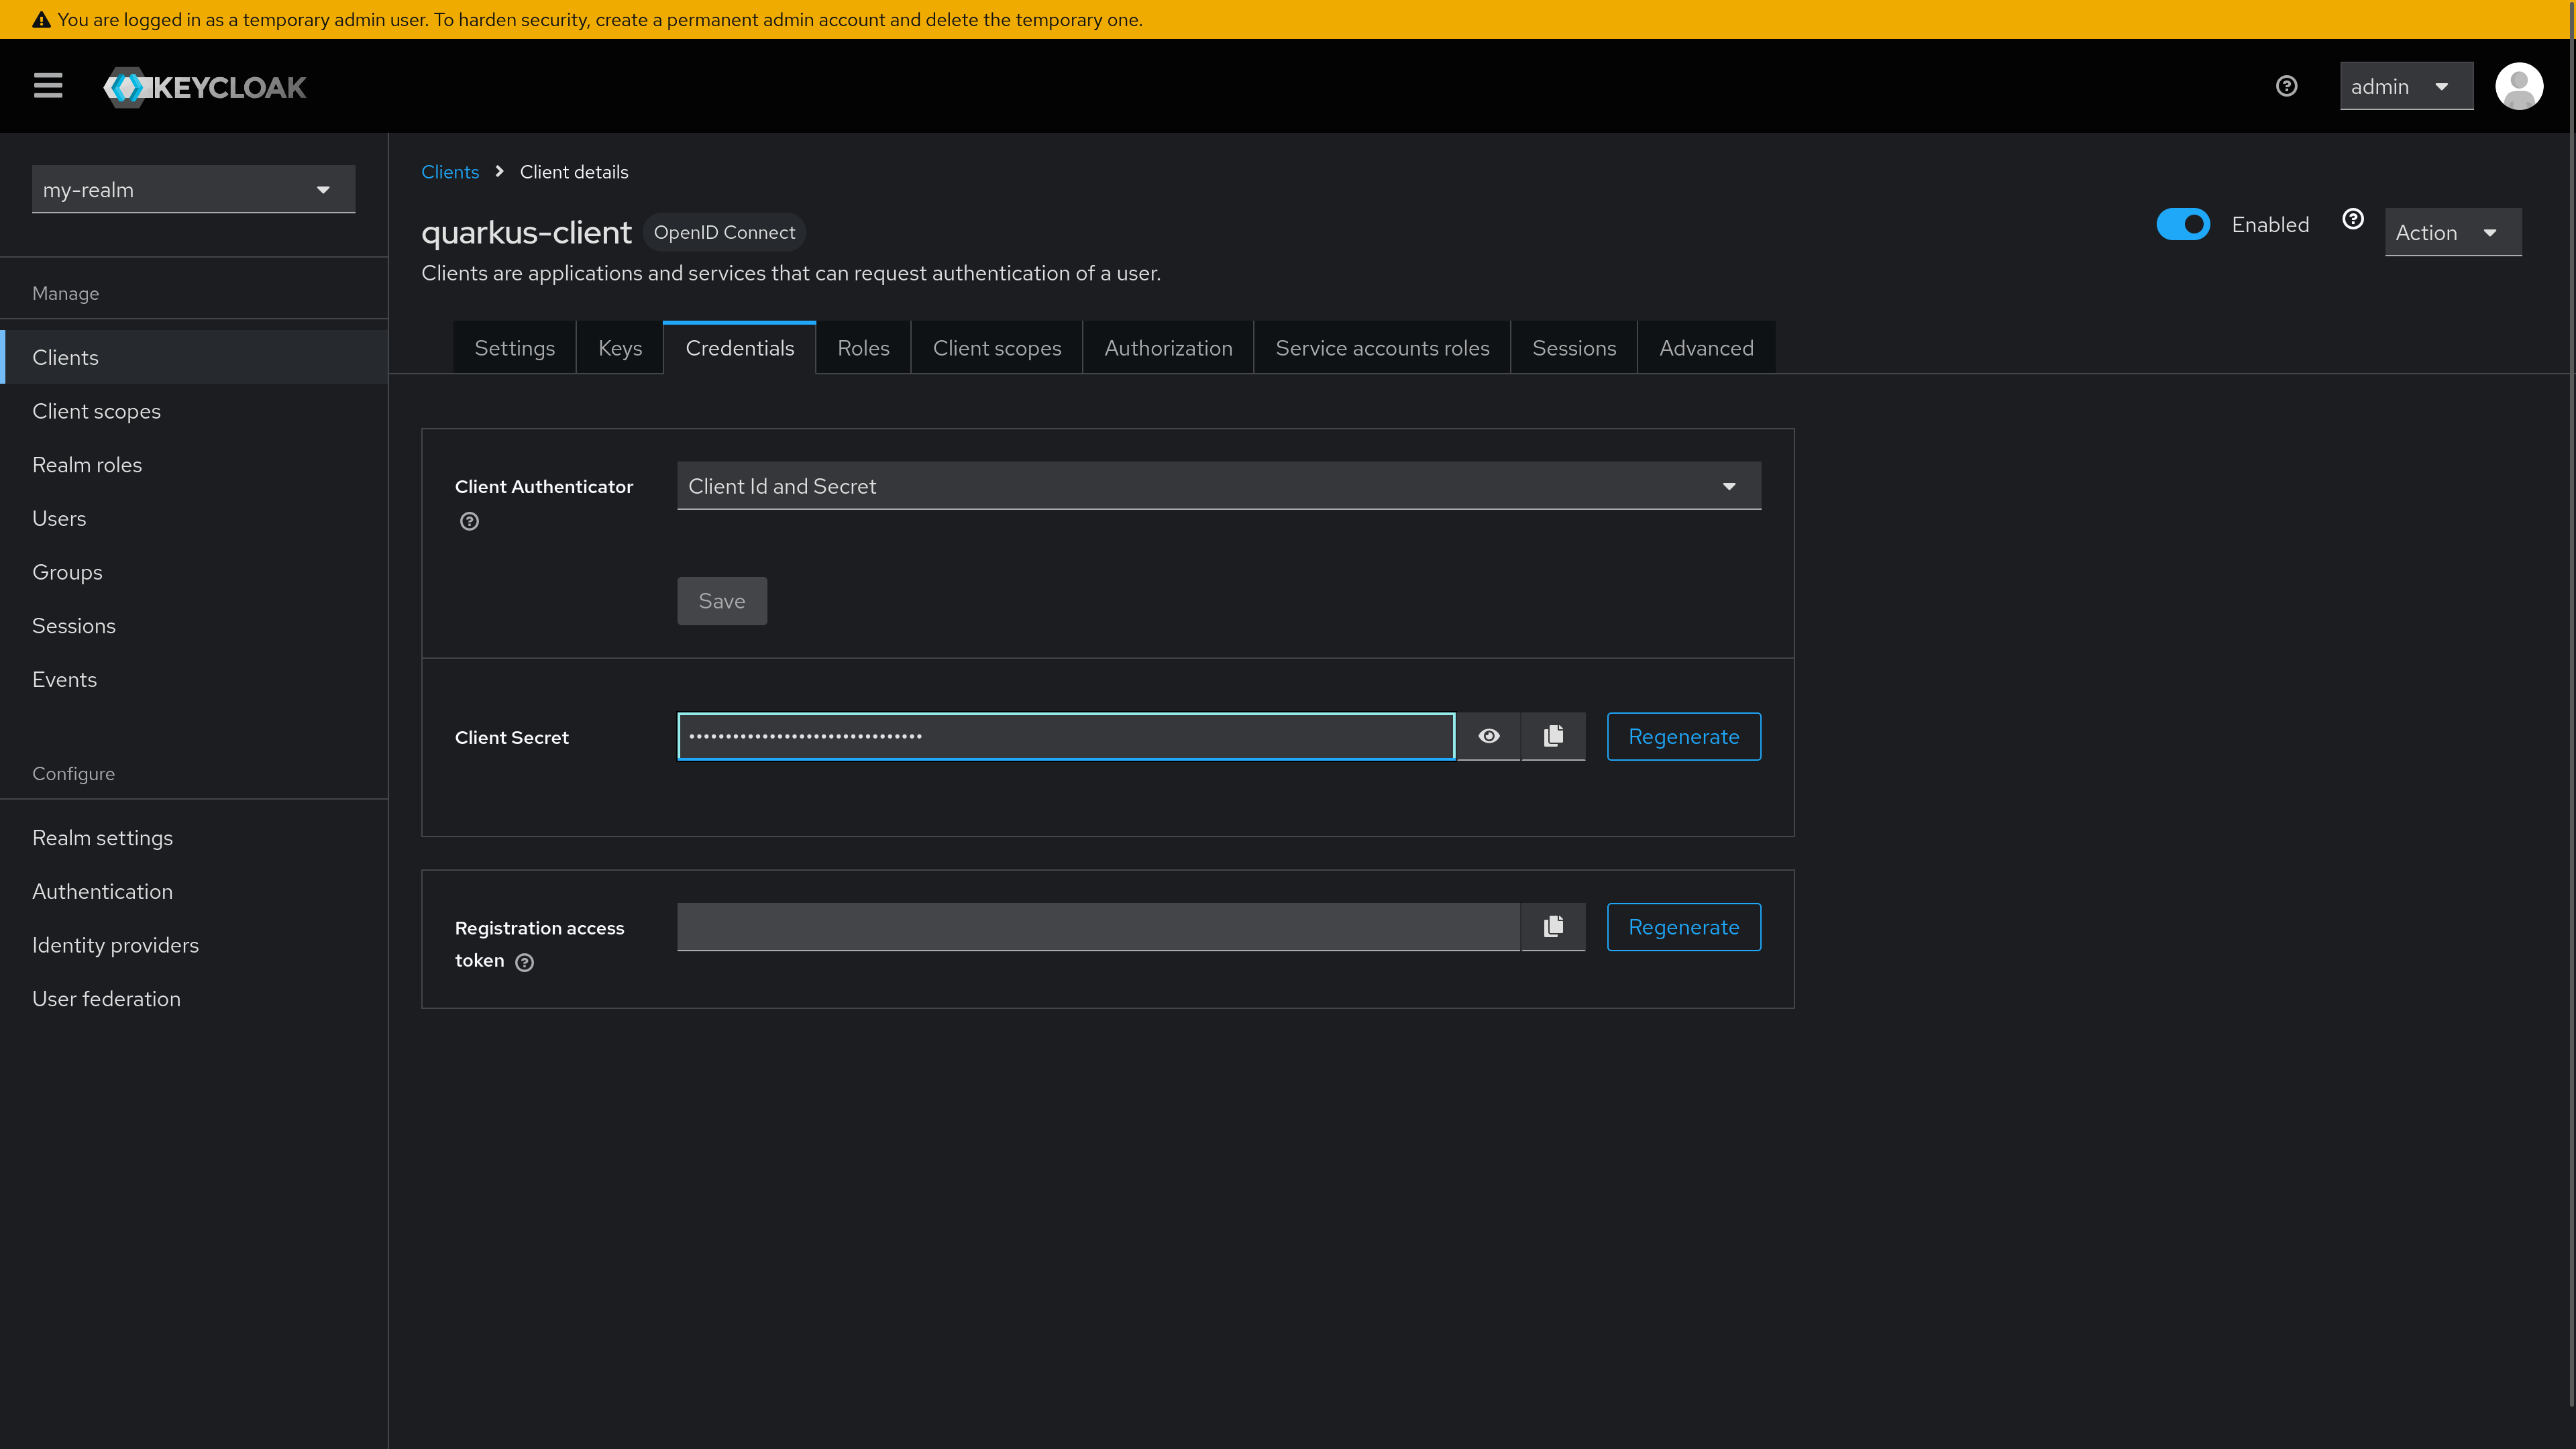 You are logged in as a temporary admin user. To harden security, create a permanent admin account and delete the temporary one.
KEYCLOAK
admin
my-realm
Manage
Clients
Client scopes
Realm roles
Users
Groups
Sessions
Events
Configure
Realm settings
Authentication
Identity providers
User federation
Clients Client details
quarkus-client OpenID Connect
Enabled
Action
Clients are applications and services that can request authentication of a user.
Settings Keys Credentials Roles Client scopes Authorization Service accounts roles Sessions Advanced
Client Authenticator
Client Id and Secret
Save
Client Secret
••••••••••••••••••••••••••••••••
Regenerate
Registration access
token
Regenerate